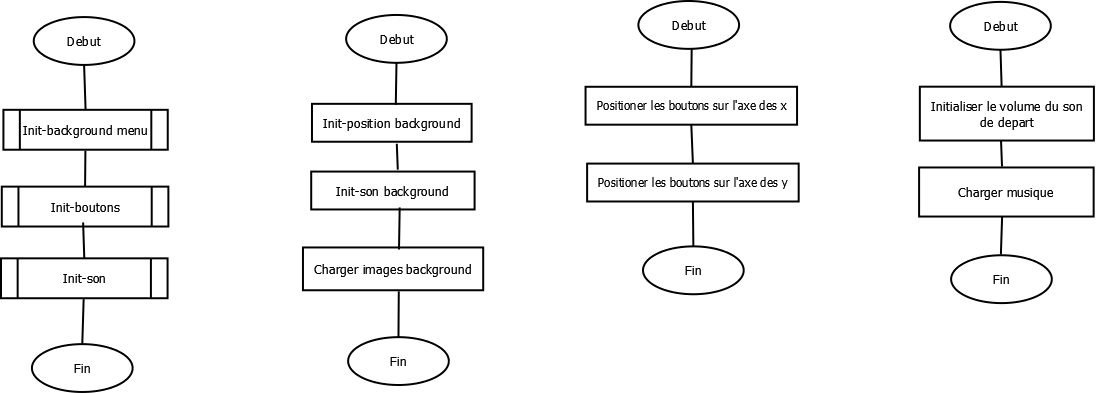 Debut
Init-background menu
Init-boutons
Init-son
Fin
Debut
Init-position background
Init-son background
Charger images background
Fin
Debut
Positioner les boutons sur l'axe des x
Positioner les boutons sur l'axe des y
Fin
Debut
Initialiser le volume du son
de depart
Charger musique
Fin